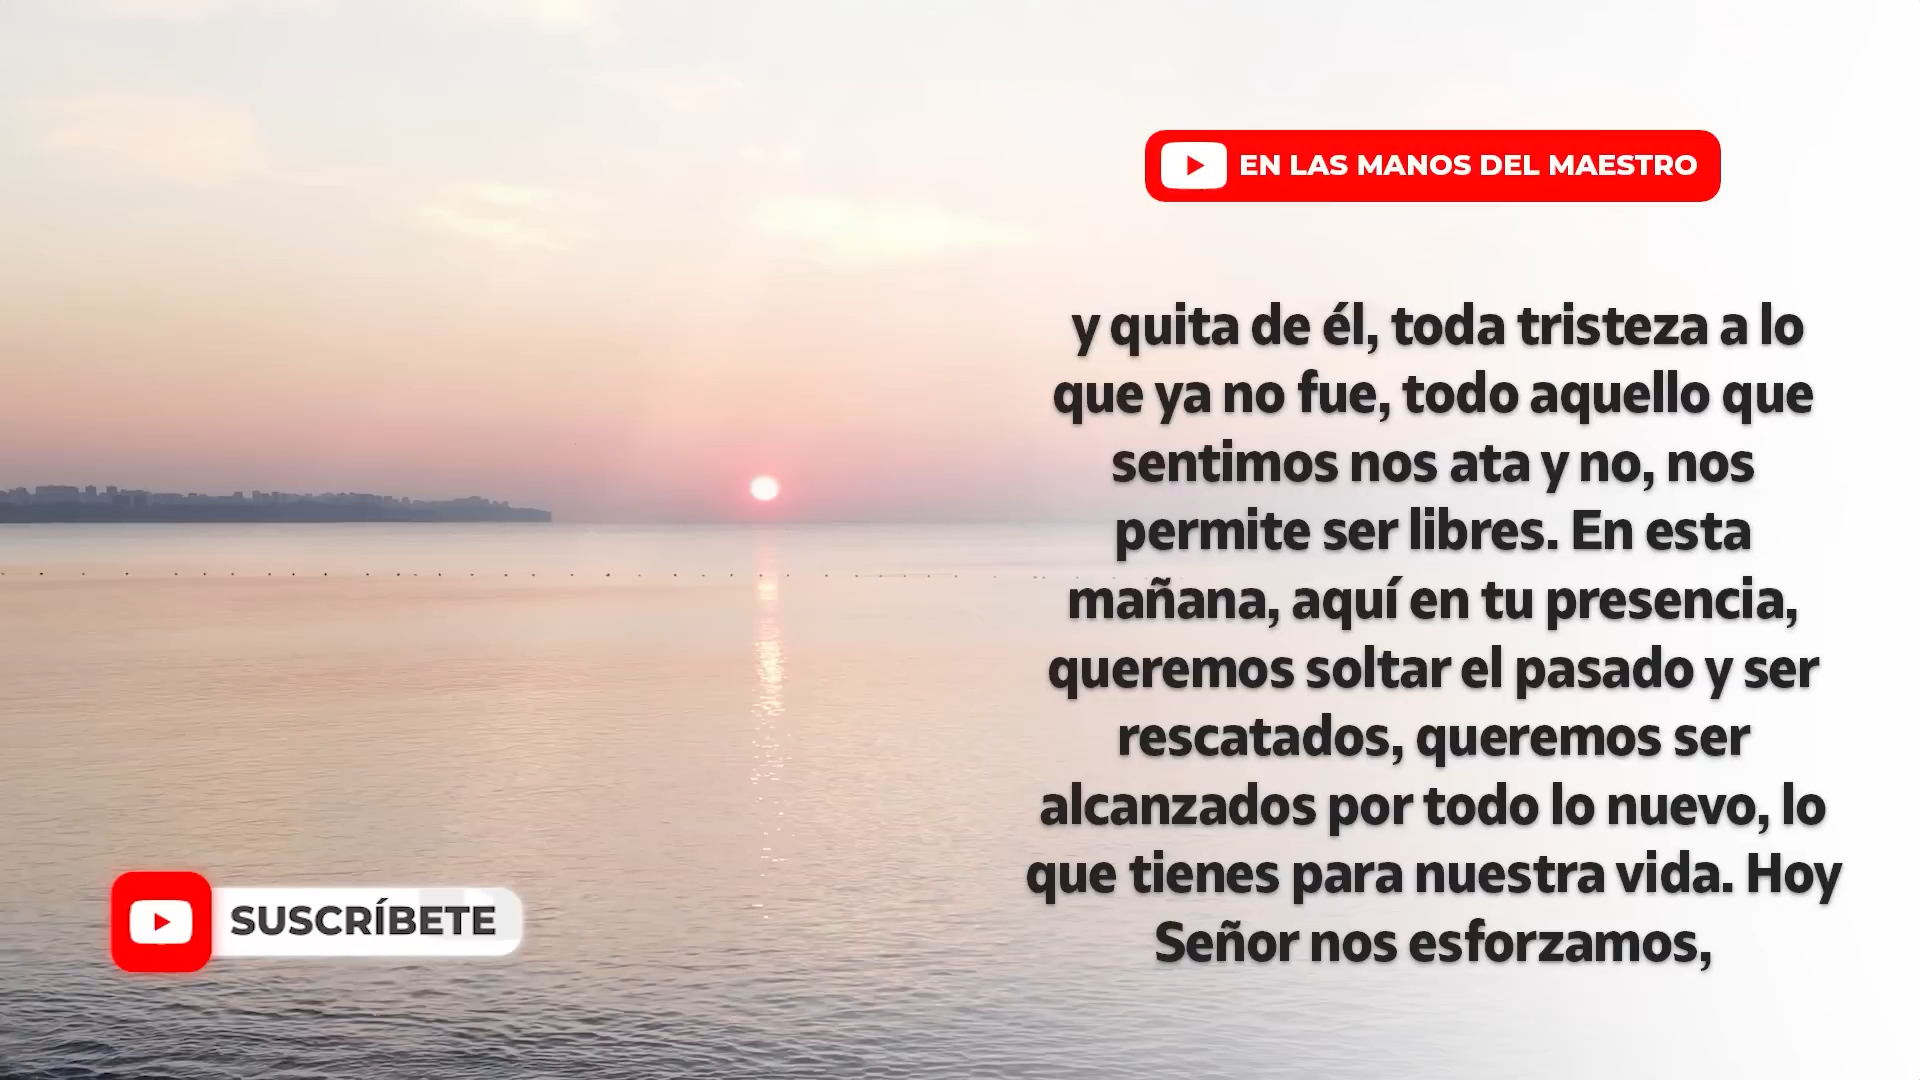 EN LAS MANOS DEL MAESTRO
y quita de él, toda tristeza a lo
que ya no fue, todo aquello que
sentimos nos ata y no, nos
permite ser libres. En esta
mañana, aquí en tu presencia,
queremos soltar el pasado y ser
rescatados, queremos ser
alcanzados por todo lo nuevo, lo
que tienes para nuestra vida. Hoy
Señor nos esforzamos,
SUSCRÍBETE